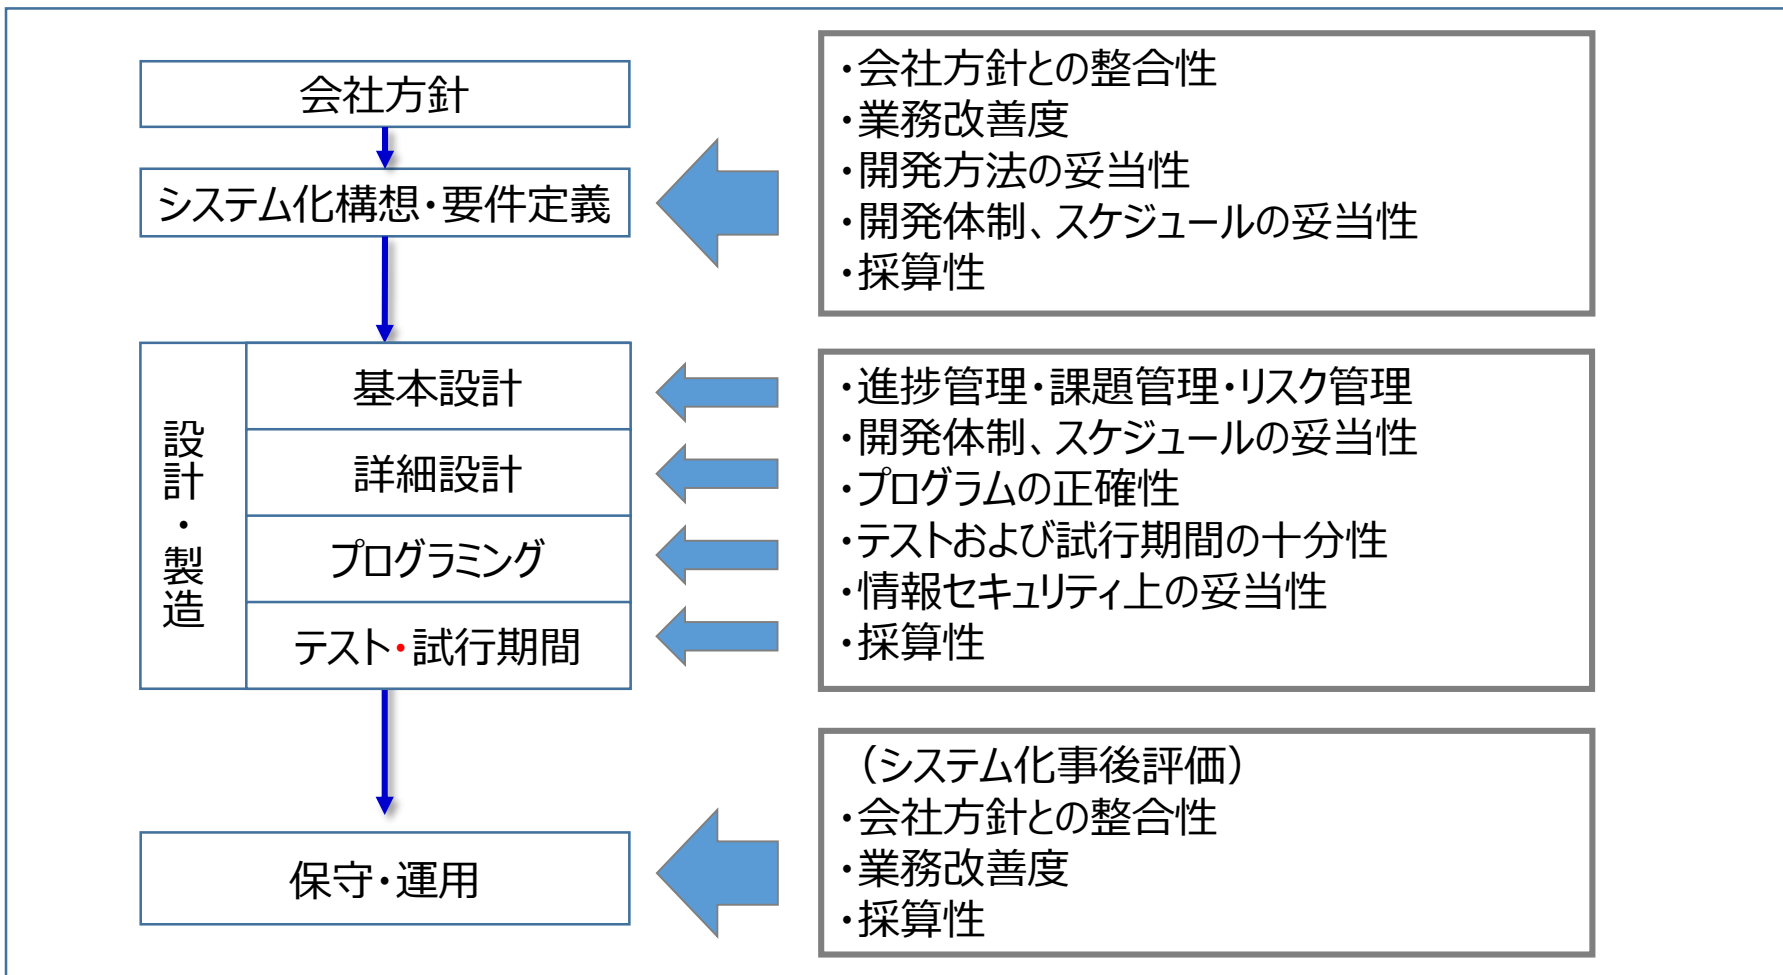 会社方針
システム化構想・要件定義
設計・製造
基本設計
詳細設計
プログラミング
テスト・試行期間
保守・運用
・会社方針との整合性
・業務改善度
・開発方法の妥当性
・開発体制、スケジュールの妥当性
・採算性
・進捗管理・課題管理・リスク管理
・開発体制、スケジュールの妥当性
・プログラムの正確性
・テストおよび試行期間の十分性
・情報セキュリティ上の妥当性
・採算性
（システム化事後評価）
・会社方針との整合性
・業務改善度
・採算性